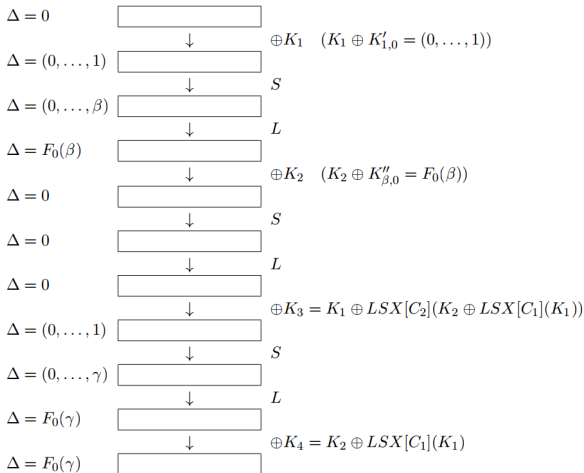 Δ = 0
↓ ⊕K₁ (K₁ ⊕ K′₁,₀ = (0, . . . , 1))
Δ = (0, . . . , 1)
↓ S
Δ = (0, . . . , β)
↓ L
Δ = F₀(β)
↓ ⊕K₂ (K₂ ⊕ K″β,₀ = F₀(β))
Δ = 0
↓ S
Δ = 0
↓ L
Δ = 0
↓ ⊕K₃ = K₁ ⊕ LSX[C₂](K₂ ⊕ LSX[C₁](K₁))
Δ = (0, . . . , 1)
↓ S
Δ = (0, . . . , γ)
↓ L
Δ = F₀(γ)
↓ ⊕K₄ = K₂ ⊕ LSX[C₁](K₁)
Δ = F₀(γ)